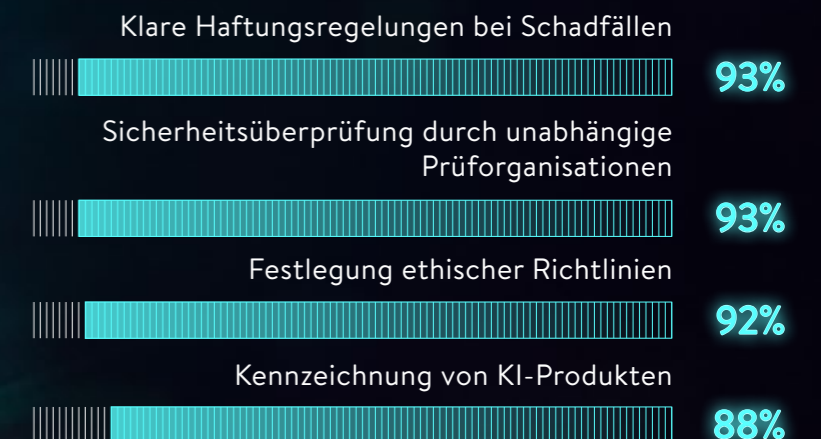 Klare Haftungsregelungen bei Schadfällen
93%
Sicherheitsüberprüfung durch unabhängige
Prüforganisationen
93%
Festlegung ethischer Richtlinien
92%
Kennzeichnung von KI-Produkten
88%